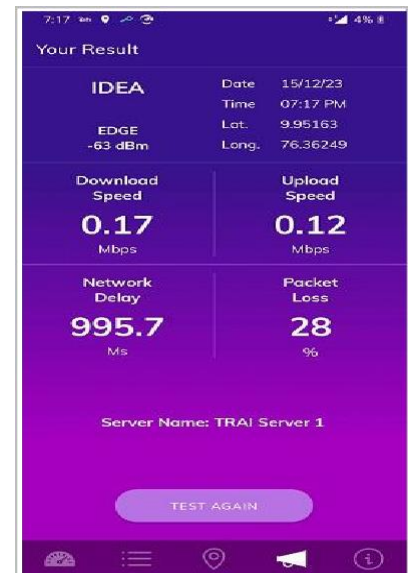 7:17
4%
Your Result
IDEA
EDGE
-63 dBm
Date 15/12/23
Time 07:17 PM
Lat. 9.95163
Long. 76.36249
Download Speed
0.17
Mbps
Upload Speed
0.12
Mbps
Network Delay
995.7
Ms
Packet Loss
28
%
Server Name: TRAI Server 1
TEST AGAIN